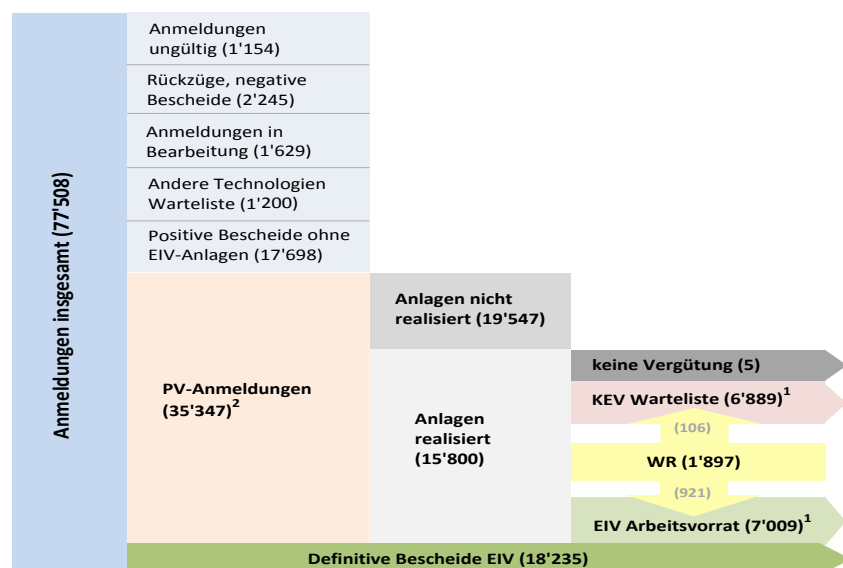 Anmeldungen insgesamt (77'508)
Anmeldungen
ungültig (1'154)
Rückzüge, negative
Bescheide (2'245)
Anmeldungen in
Bearbeitung (1'629)
Andere Technologien
Warteliste (1'200)
Positive Bescheide ohne
EIV-Anlagen (17'698)
PV-Anmeldungen
(35'347)²
Anlagen nicht
realisiert (19'547)
Anlagen
realisiert
(15'800)
keine Vergütung (5)
KEV Warteliste (6'889)¹
(106)
WR (1'897)
(921)
EIV Arbeitsvorrat (7'009)¹
Definitive Bescheide EIV (18'235)